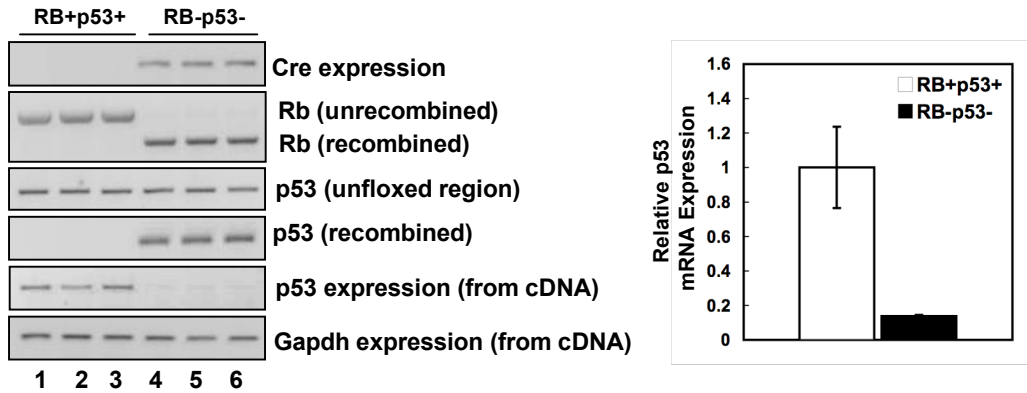 RB+p53+ RB-p53-
Cre expression
Rb (unrecombined)
Rb (recombined)
p53 (unfloxed region)
p53 (recombined)
p53 expression (from cDNA)
Gapdh expression (from cDNA)
1 2 3 4 5 6
Relative p53
mRNA Expression
1.6
1.4
1.2
1
0.8
0.6
0.4
0.2
0
RB+p53+
RB-p53-